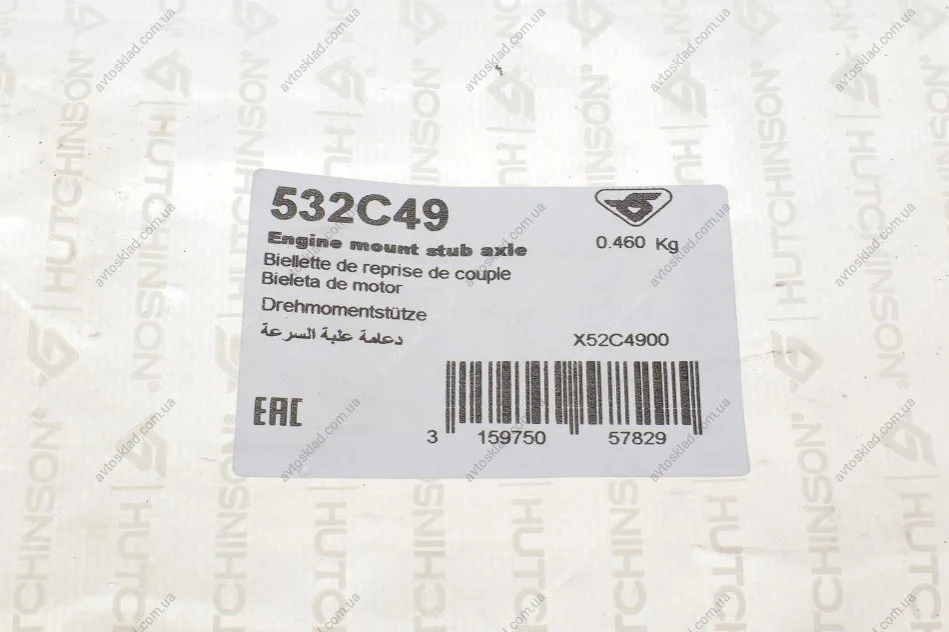 532C49
0.460 Kg
Engine mount stub axle
Biellette de reprise de couple
Bieleta de motor
Drehmomentstütze
دعامة علبة السرعة
X52C4900
EAC
3 159750 57829
HUTCHINSON
avtosklad.com.ua